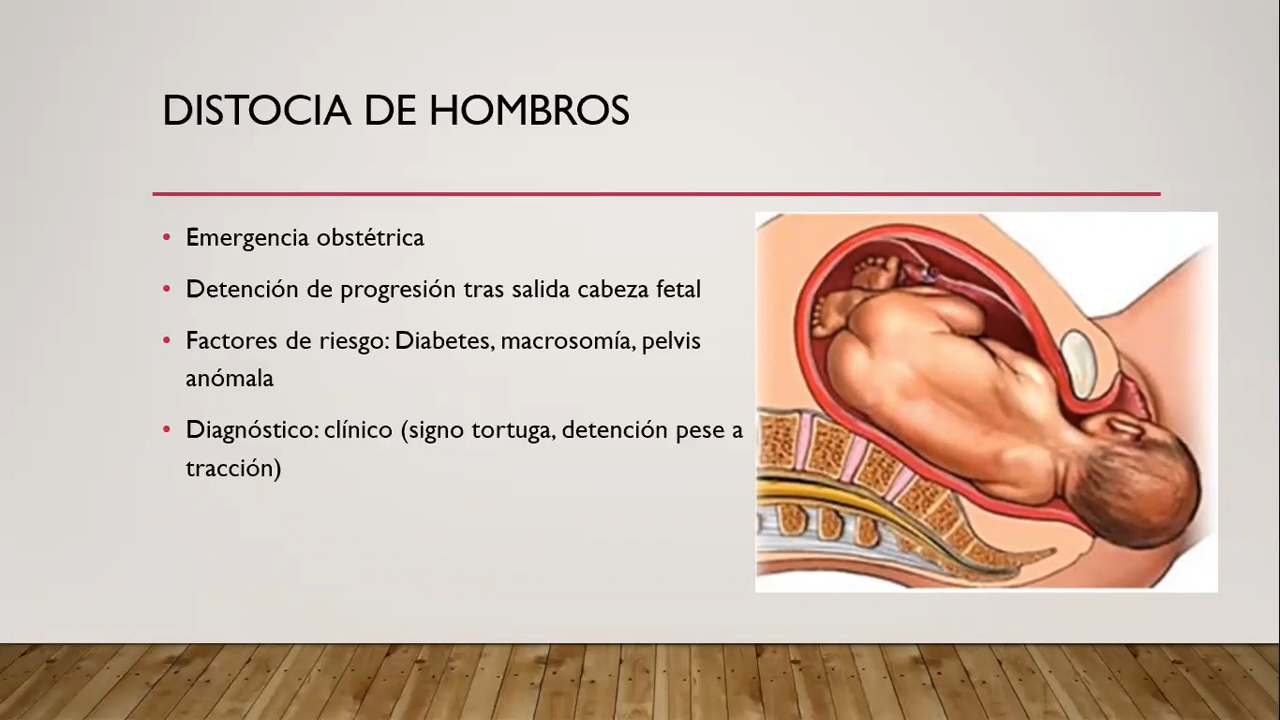 DISTOCIA DE HOMBROS
• Emergencia obstétrica
• Detención de progresión tras salida cabeza fetal
• Factores de riesgo: Diabetes, macrosomía, pelvis
anómala
• Diagnóstico: clínico (signo tortuga, detención pese a
tracción)